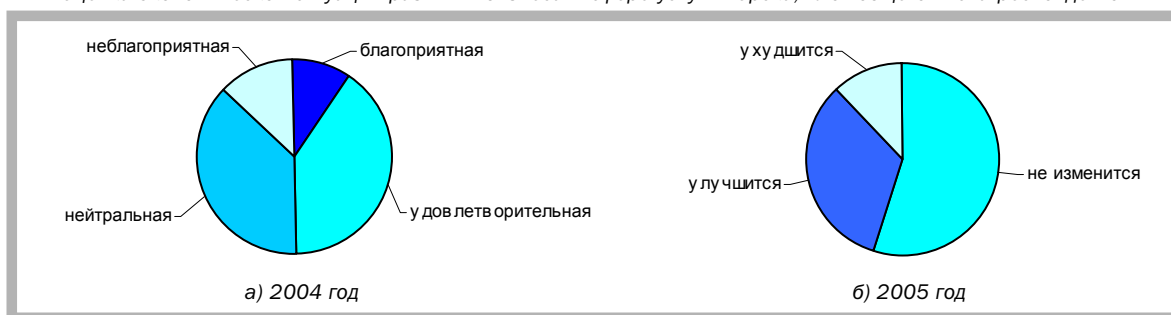 неблагоприятная
благоприятная
нейтральная
удовлетворительная
а) 2004 год
ухудшится
улучшится
не изменится
б) 2005 год